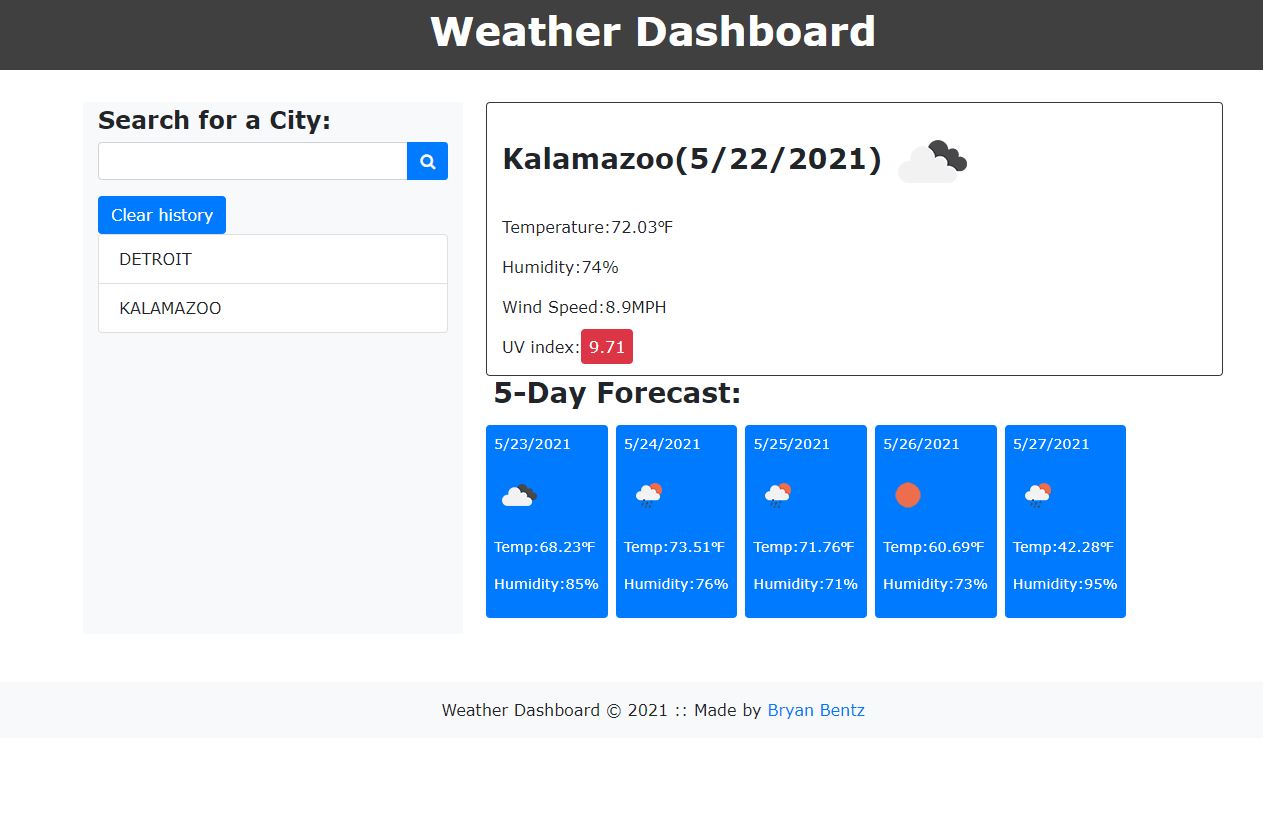 Weather Dashboard
Search for a City:
Clear history
DETROIT
KALAMAZOO
Kalamazoo(5/22/2021)
Temperature:72.03℉
Humidity:74%
Wind Speed:8.9MPH
UV index:9.71
5-Day Forecast:
5/23/2021
Temp:68.23℉
Humidity:85%
5/24/2021
Temp:73.51℉
Humidity:76%
5/25/2021
Temp:71.76℉
Humidity:71%
5/26/2021
Temp:60.69℉
Humidity:73%
5/27/2021
Temp:42.28℉
Humidity:95%
Weather Dashboard © 2021 :: Made by Bryan Bentz